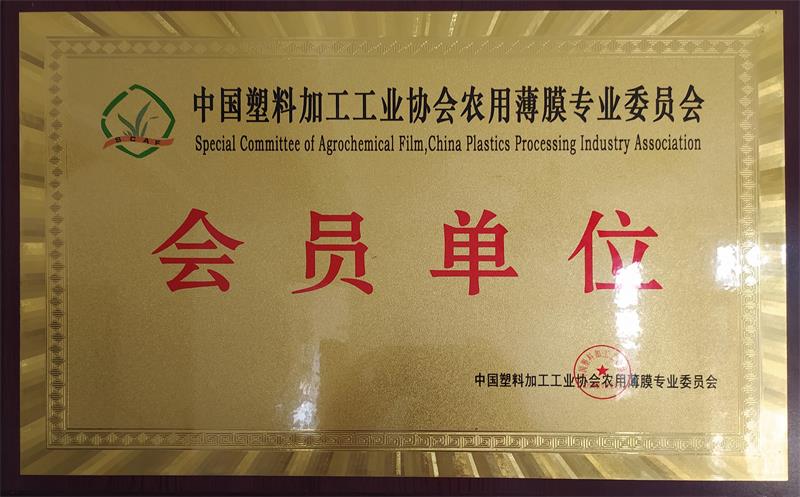 中国塑料加工工业协会农用薄膜专业委员会
Special Committee of Agrochemical Film,China Plastics Processing Industry Association
SCAF
会员单位
中国塑料加工工业协会农用薄膜专业委员会